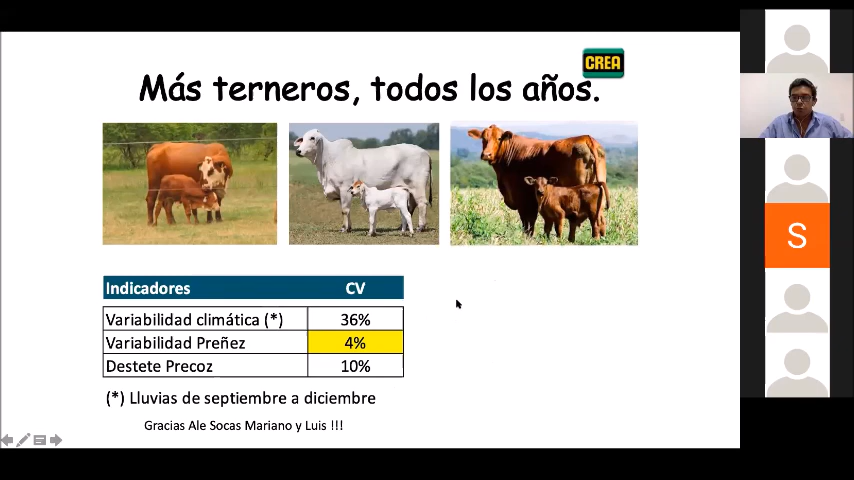 CREA
Más terneros, todos los años.
Indicadores CV
Variabilidad climática (*) 36%
Variabilidad Preñez 4%
Destete Precoz 10%
(*) Lluvias de septiembre a diciembre
Gracias Ale Socas Mariano y Luis !!!
S